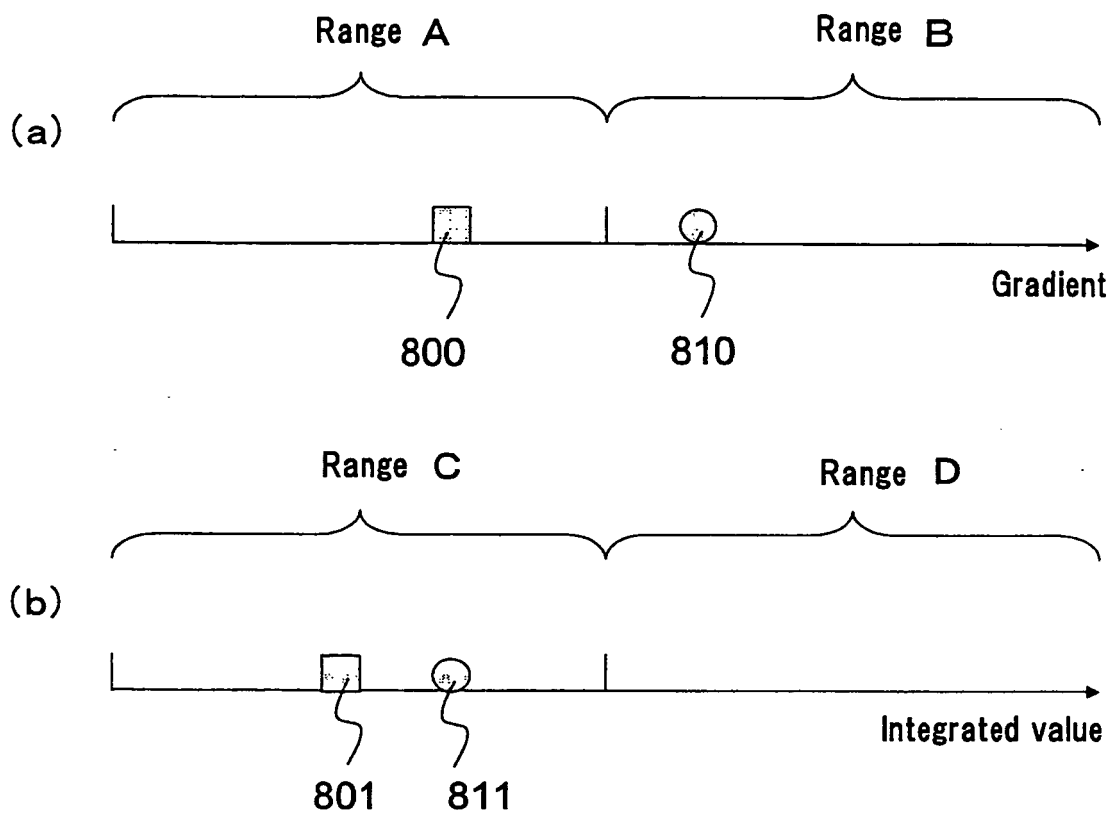 Range A
Range B
(a)
Gradient
800
810
Range C
Range D
(b)
Integrated value
801
811